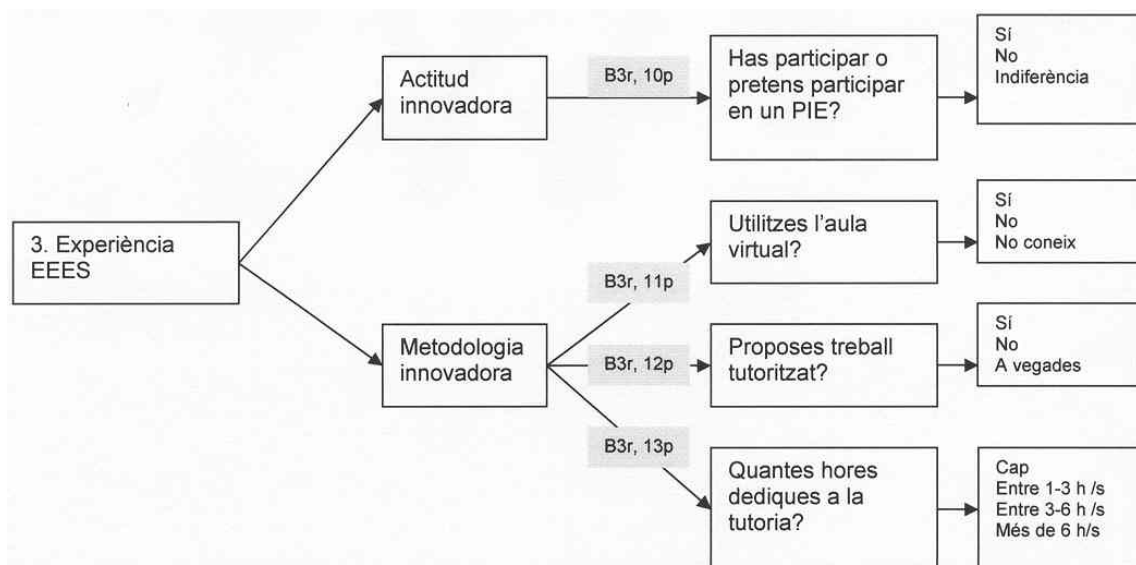 3. Experiència
EEES
Actitud
innovadora
B3r, 10p
Has participar o
pretens participar
en un PIE?
Sí
No
Indiferència
Metodologia
innovadora
B3r, 11p
Utilitzes l’aula
virtual?
Sí
No
No coneix
B3r, 12p
Proposes treball
tutoritzat?
Sí
No
A vegades
B3r, 13p
Quantes hores
dediques a la
tutoria?
Cap
Entre 1-3 h /s
Entre 3-6 h /s
Més de 6 h/s